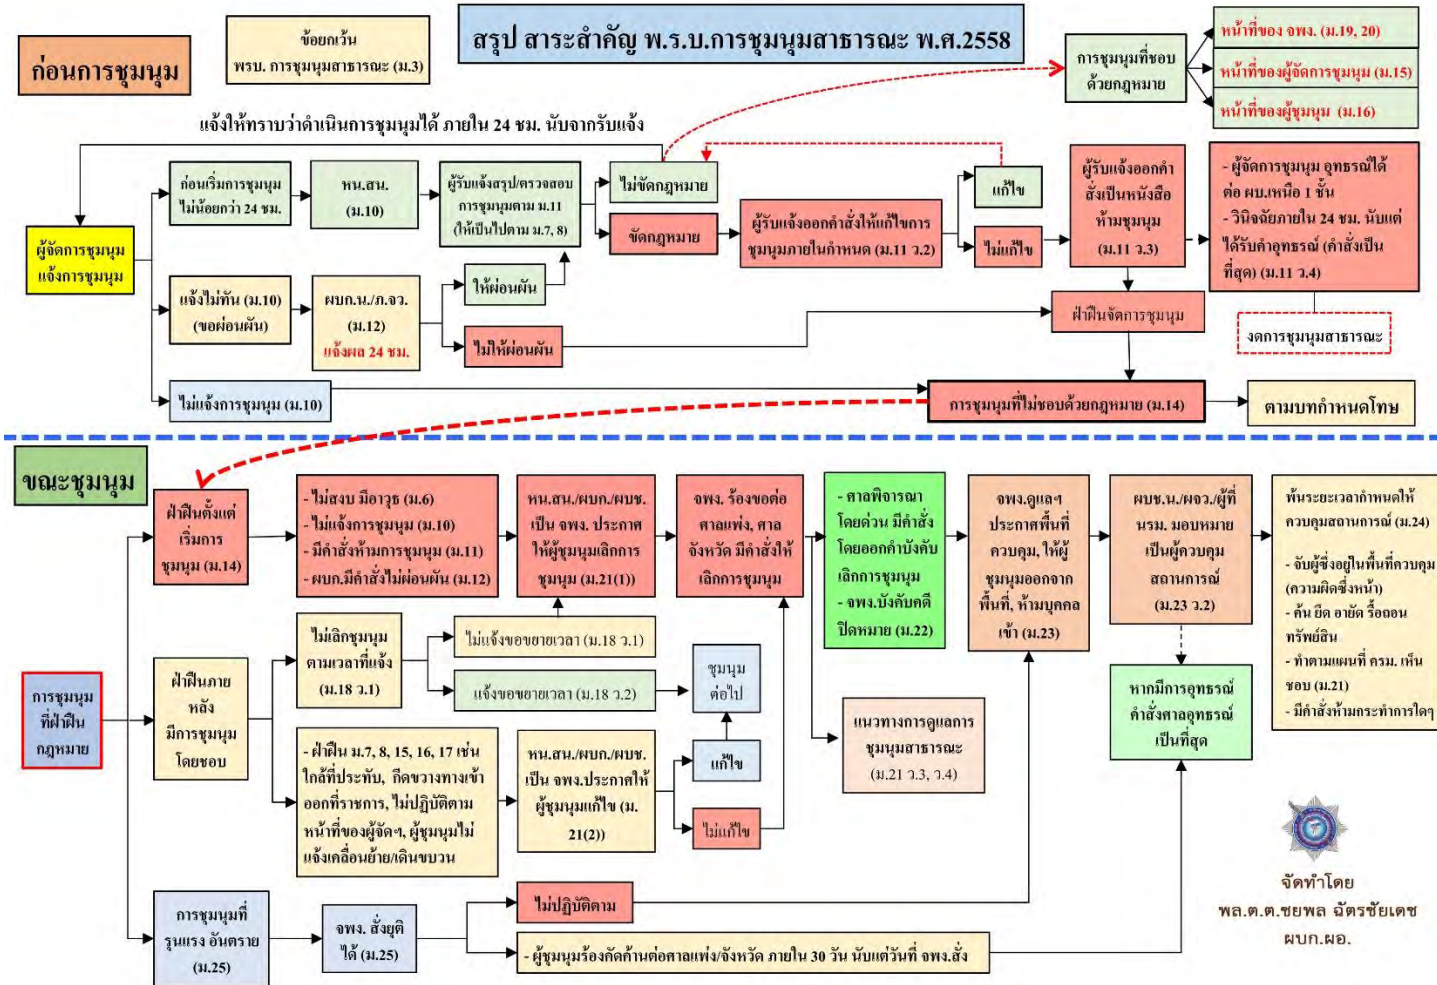 สรุป สาระสำคัญ พ.ร.บ.การชุมนุมสาธารณะ พ.ศ.2558
ก่อนการชุมนุม
ข้อยกเว้น
พรบ. การชุมนุมสาธารณะ (ม.3)
การชุมนุมที่ชอบ
ด้วยกฎหมาย
หน้าที่ของ จพง. (ม.19, 20)
หน้าที่ของผู้จัดการชุมนุม (ม.15)
หน้าที่ของผู้ชุมนุม (ม.16)
แจ้งให้ทราบว่าดำเนินการชุมนุมได้ ภายใน 24 ชม. นับจากรับแจ้ง
ผู้จัดการชุมนุม
แจ้งการชุมนุม
ก่อนเริ่มการชุมนุม
ไม่น้อยกว่า 24 ชม.
หน.สน.
(ม.10)
ผู้รับแจ้งสรุป/ตรวจสอบ
การชุมนุมตาม ม.11
(ให้เป็นไปตาม ม.7, 8)
ไม่ขัดกฎหมาย
ขัดกฎหมาย
ผู้รับแจ้งออกคำสั่งให้แก้ไขการ
ชุมนุมภายในกำหนด (ม.11 ว.2)
แก้ไข
ไม่แก้ไข
ผู้รับแจ้งออกคำ
สั่งเป็นหนังสือ
ห้ามชุมนุม
(ม.11 ว.3)
- ผู้จัดการชุมนุม อุทธรณ์ได้
ต่อ ผบ.เหนือ 1 ชั้น
- วินิจฉัยภายใน 24 ชม. นับแต่
ได้รับคำอุทธรณ์ (คำสั่งเป็น
ที่สุด) (ม.11 ว.4)
งดการชุมนุมสาธารณะ
แจ้งไม่ทัน (ม.10)
(ขอผ่อนผัน)
ผบก.น./ภ.จว.
(ม.12)
แจ้งผล 24 ชม.
ให้ผ่อนผัน
ไม่ให้ผ่อนผัน
ฝ่าฝืนจัดการชุมนุม
ไม่แจ้งการชุมนุม (ม.10)
การชุมนุมที่ไม่ชอบด้วยกฎหมาย (ม.14)
ตามบทกำหนดโทษ
ขณะชุมนุม
การชุมนุม
ที่ฝ่าฝืน
กฎหมาย
ฝ่าฝืนตั้งแต่
เริ่มการ
ชุมนุม (ม.14)
- ไม่สงบ มีอาวุธ (ม.6)
- ไม่แจ้งการชุมนุม (ม.10)
- มีคำสั่งห้ามการชุมนุม (ม.11)
- ผบก.มีคำสั่งไม่ผ่อนผัน (ม.12)
หน.สน./ผบก./ผบช.
เป็น จพง. ประกาศ
ให้ผู้ชุมนุมเลิกการ
ชุมนุม (ม.21(1))
จพง. ร้องขอต่อ
ศาลแพ่ง, ศาล
จังหวัด มีคำสั่งให้
เลิกการชุมนุม
- ศาลพิจารณา
โดยด่วน มีคำสั่ง
โดยออกคำบังคับ
เลิกการชุมนุม
- จพง.บังคับคดี
ปิดหมาย (ม.22)
จพง.ดูแลฯ
ประกาศพื้นที่
ควบคุม, ให้ผู้
ชุมนุมออกจาก
พื้นที่, ห้ามบุคคล
เข้า (ม.23)
ผบช.น./ผจว./ผู้ที่
นรม. มอบหมาย
เป็นผู้ควบคุม
สถานการณ์
(ม.23 ว.2)
พ้นระยะเวลากำหนดให้
ควบคุมสถานการณ์ (ม.24)
- จับผู้ซึ่งอยู่ในพื้นที่ควบคุม
(ความผิดซึ่งหน้า)
- ค้น ยึด อายัด รื้อถอน
ทรัพย์สิน
- ทำตามแผนที่ ครม. เห็น
ชอบ (ม.21)
- มีคำสั่งห้ามกระทำการใดๆ
ฝ่าฝืนภาย
หลัง
มีการชุมนุม
โดยชอบ
ไม่เลิกชุมนุม
ตามเวลาที่แจ้ง
(ม.18 ว.1)
ไม่แจ้งขอขยายเวลา (ม.18 ว.1)
แจ้งขอขยายเวลา (ม.18 ว.2)
ชุมนุม
ต่อไป
- ฝ่าฝืน ม.7, 8, 15, 16, 17 เช่น
ใกล้ที่ประทับ, กีดขวางทางเข้า
ออกที่ราชการ, ไม่ปฏิบัติตาม
หน้าที่ของผู้จัดฯ, ผู้ชุมนุมไม่
แจ้งเคลื่อนย้าย/เดินขบวน
หน.สน./ผบก./ผบช.
เป็น จพง.ประกาศให้
ผู้ชุมนุมแก้ไข (ม.
21(2))
แก้ไข
ไม่แก้ไข
แนวทางการดูแลการ
ชุมนุมสาธารณะ
(ม.21 ว.3, ว.4)
หากมีการอุทธรณ์
คำสั่งศาลอุทธรณ์
เป็นที่สุด
การชุมนุมที่
รุนแรง อันตราย
(ม.25)
จพง. สั่งยุติ
ได้ (ม.25)
ไม่ปฏิบัติตาม
- ผู้ชุมนุมร้องคัดค้านต่อศาลแพ่ง/จังหวัด ภายใน 30 วัน นับแต่วันที่ จพง.สั่ง
จัดทำโดย
พล.ต.ต.ชยพล ฉัตรชัยเดช
ผบก.ผอ.